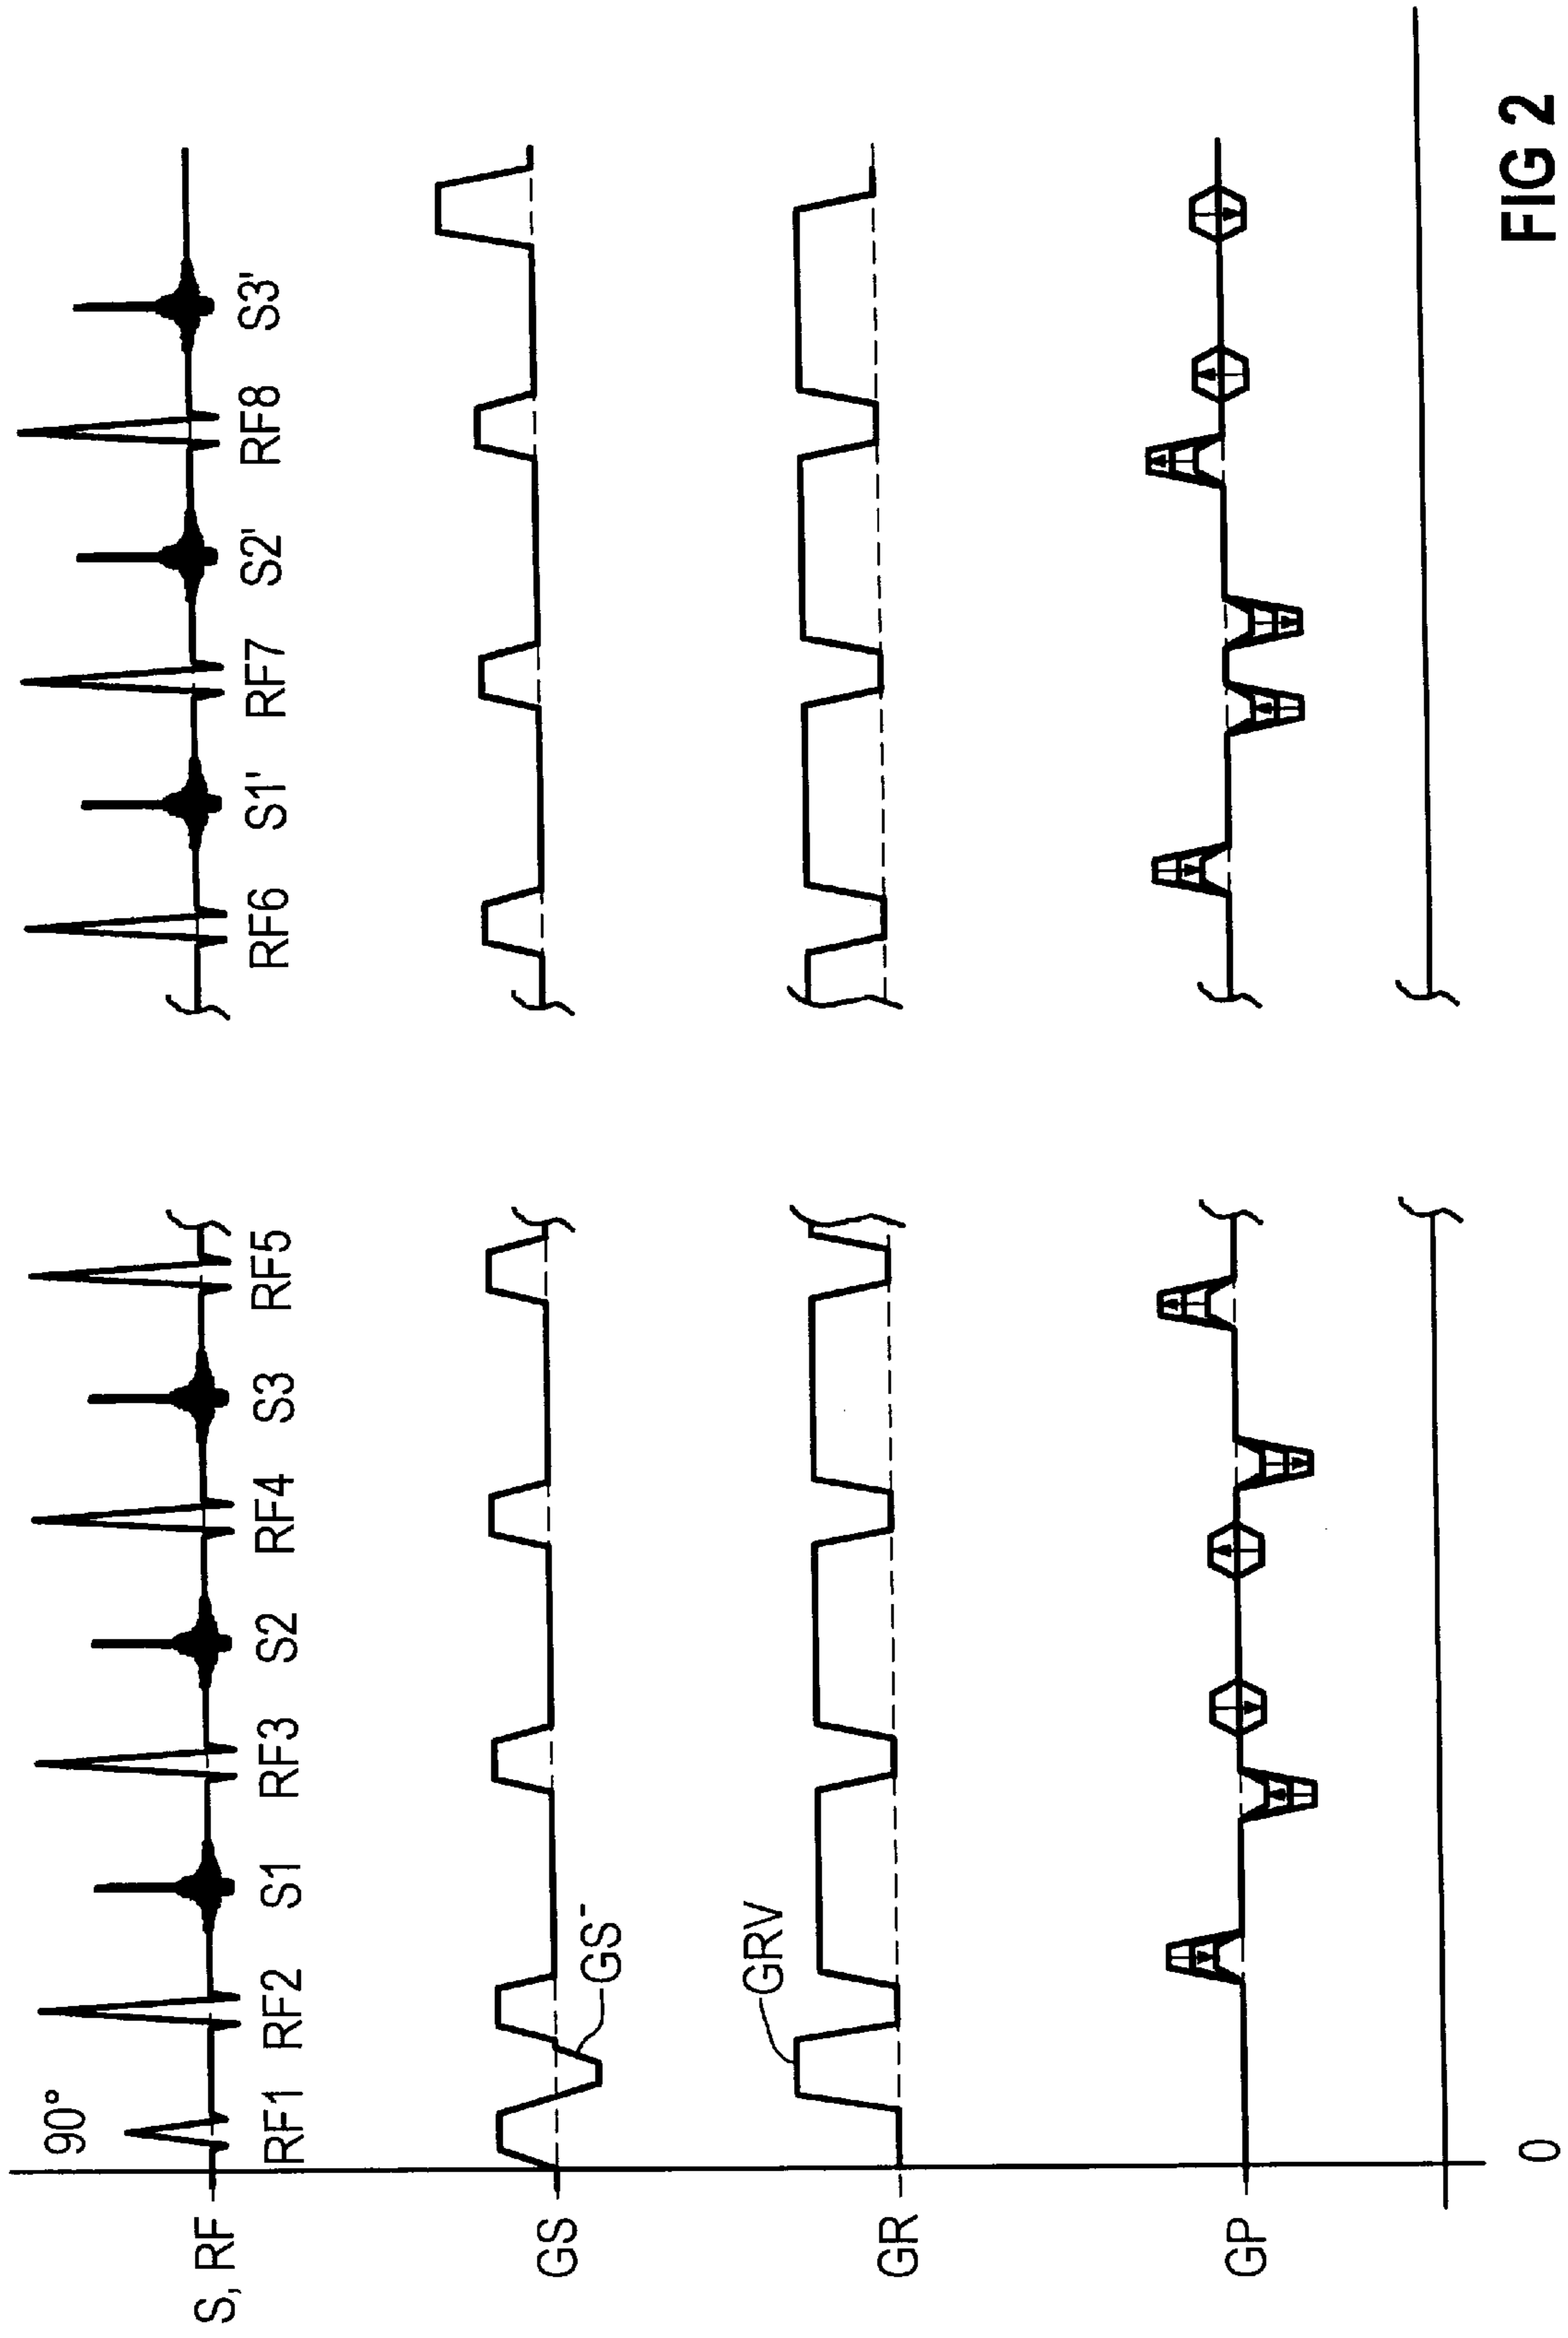 90°
S, RF
RF1 RF2 S1 RF3 S2 RF4 S3 RF5 RF6 S1' RF7 S2' RF8 S3'
GS
GS⁻
GRV
GR
GP
0
FIG 2